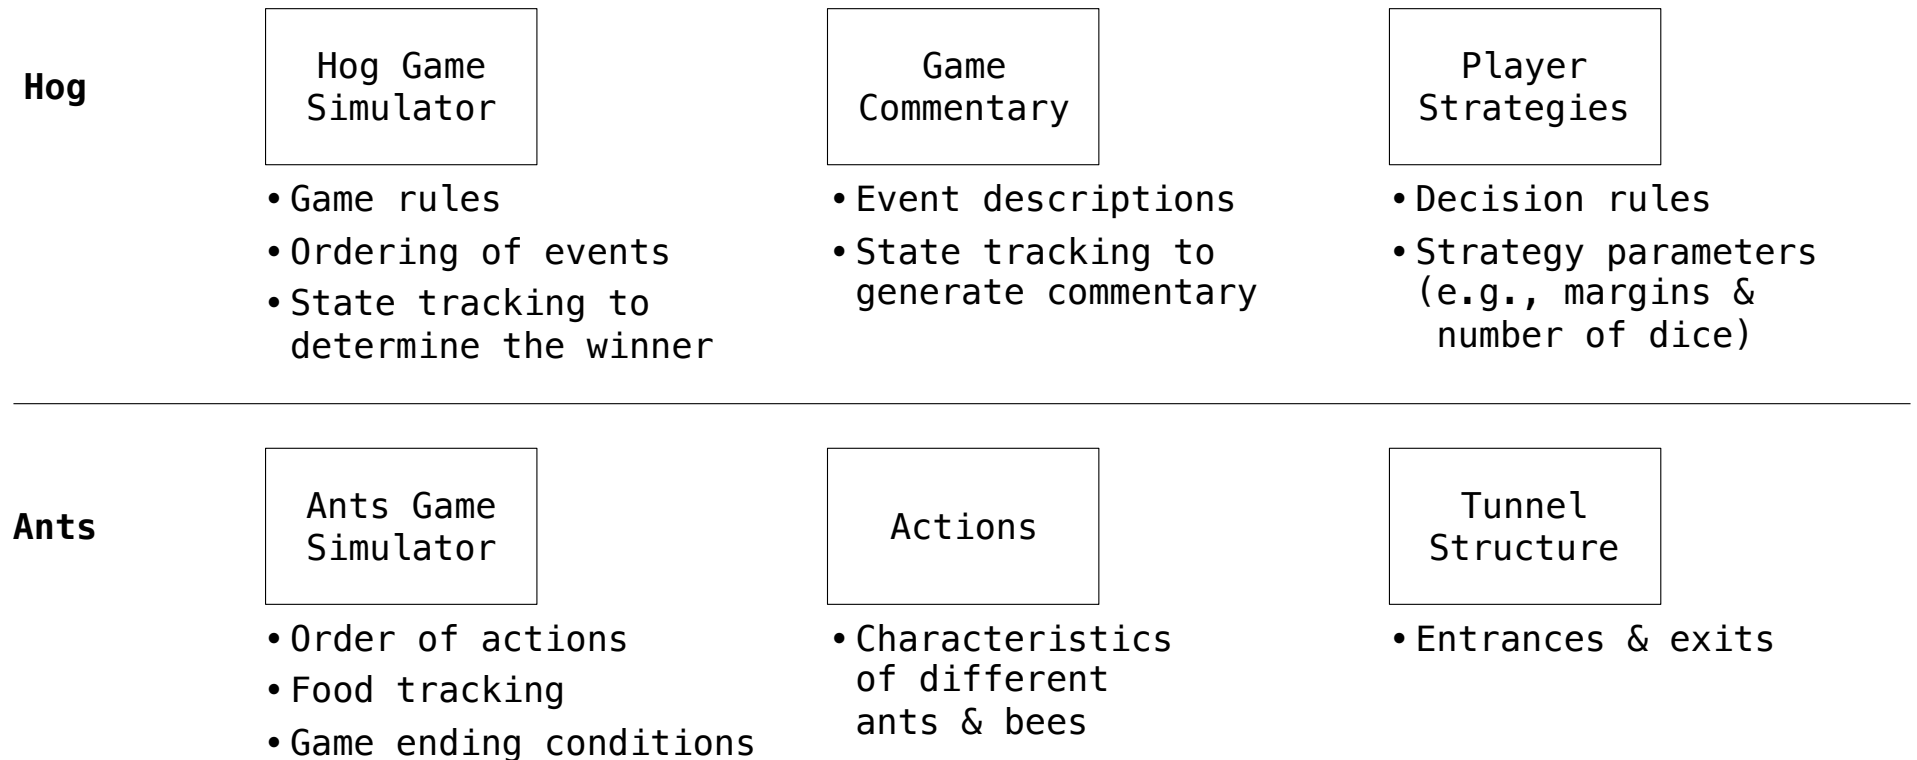 Hog
Hog Game
Simulator
• Game rules
• Ordering of events
• State tracking to
determine the winner
Game
Commentary
• Event descriptions
• State tracking to
generate commentary
Player
Strategies
• Decision rules
• Strategy parameters
(e.g., margins &
number of dice)
Ants
Ants Game
Simulator
• Order of actions
• Food tracking
• Game ending conditions
Actions
• Characteristics
of different
ants & bees
Tunnel
Structure
• Entrances & exits